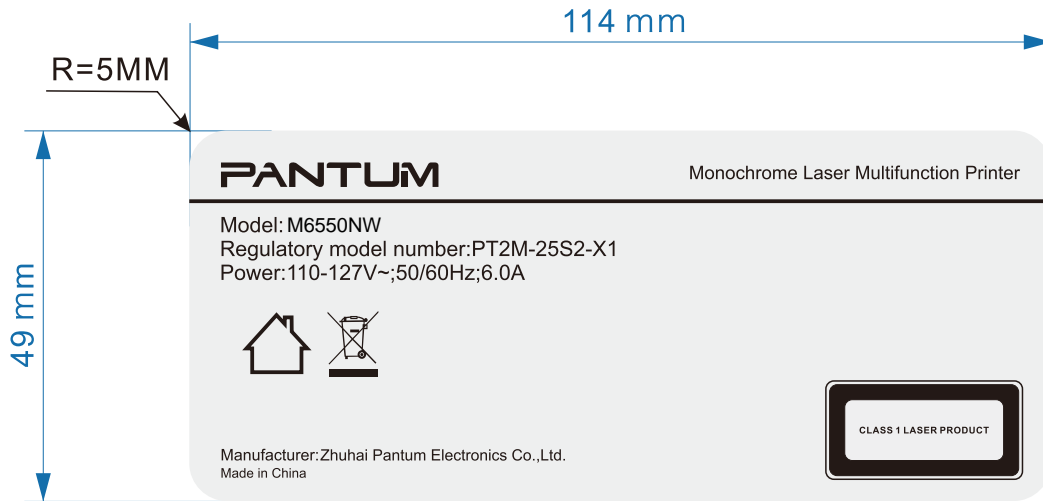 114 mm
R=5MM
PANTUM
Monochrome Laser Multifunction Printer
Model: M6550NW
Regulatory model number:PT2M-25S2-X1
Power:110-127V~;50/60Hz;6.0A
49 mm
CLASS 1 LASER PRODUCT
Manufacturer:Zhuhai Pantum Electronics Co.,Ltd.
Made in China